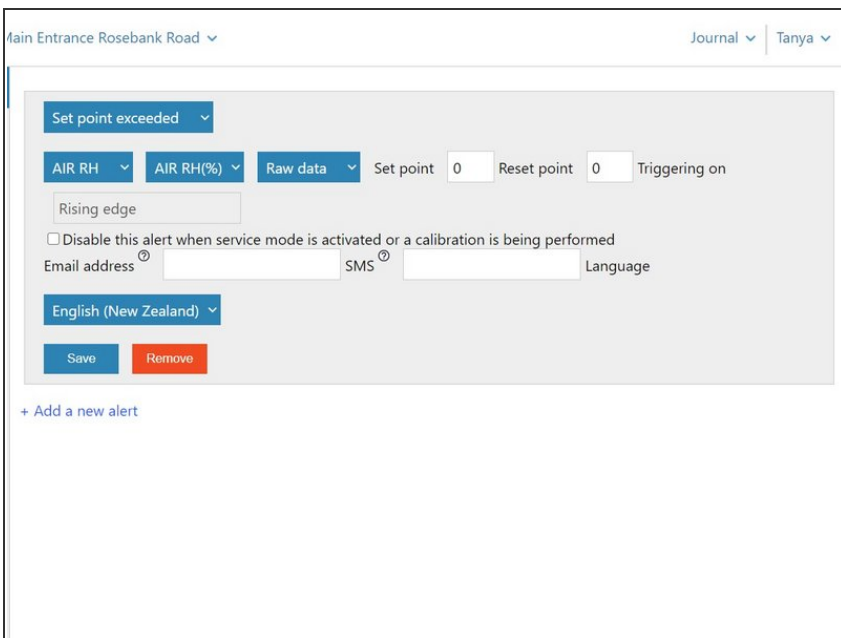 Main Entrance Rosebank Road
Journal Tanya
Set point exceeded
AIR RH AIR RH(%) Raw data Set point 0 Reset point 0 Triggering on
Rising edge
Disable this alert when service mode is activated or a calibration is being performed
Email address ? SMS ? Language
English (New Zealand)
Save Remove
+ Add a new alert